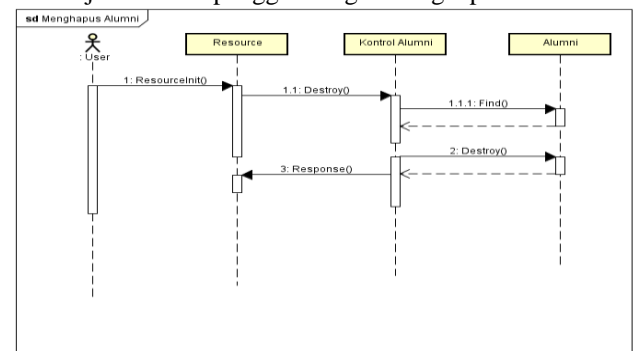 sd Menghapus Alumni
: User
Resource
Kontrol Alumni
Alumni
1: ResourceInit()
1.1: Destroy()
1.1.1: Find()
2: Destroy()
3: Response()